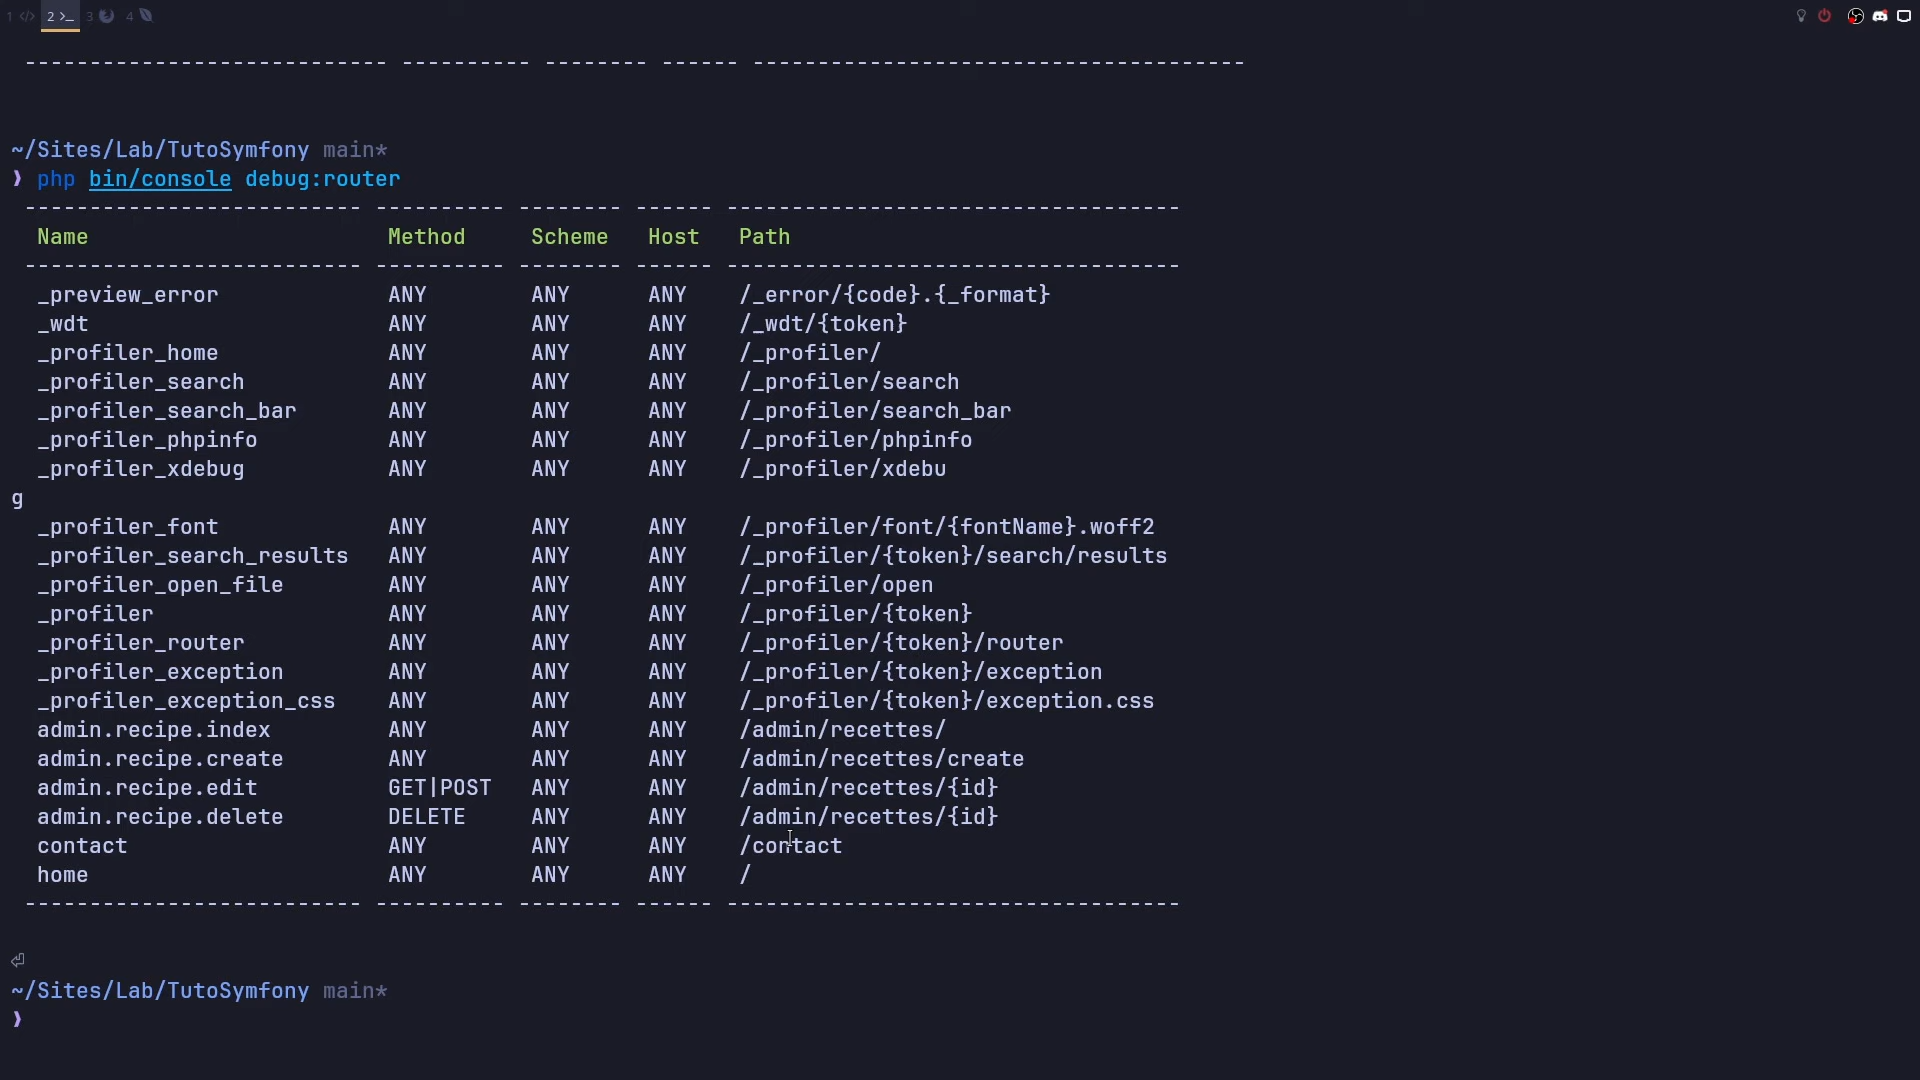 1 </> 2 >_ 3 4
-------------------------- ---------- -------- ------ -----------------------------------
~/Sites/Lab/TutoSymfony main*
❯ php bin/console debug:router
-------------------------- ---------- -------- ------ -----------------------------------
Name Method Scheme Host Path
-------------------------- ---------- -------- ------ -----------------------------------
_preview_error ANY ANY ANY /_error/{code}.{_format}
_wdt ANY ANY ANY /_wdt/{token}
_profiler_home ANY ANY ANY /_profiler/
_profiler_search ANY ANY ANY /_profiler/search
_profiler_search_bar ANY ANY ANY /_profiler/search_bar
_profiler_phpinfo ANY ANY ANY /_profiler/phpinfo
_profiler_xdebug ANY ANY ANY /_profiler/xdebu
g
_profiler_font ANY ANY ANY /_profiler/font/{fontName}.woff2
_profiler_search_results ANY ANY ANY /_profiler/{token}/search/results
_profiler_open_file ANY ANY ANY /_profiler/open
_profiler ANY ANY ANY /_profiler/{token}
_profiler_router ANY ANY ANY /_profiler/{token}/router
_profiler_exception ANY ANY ANY /_profiler/{token}/exception
_profiler_exception_css ANY ANY ANY /_profiler/{token}/exception.css
admin.recipe.index ANY ANY ANY /admin/recettes/
admin.recipe.create ANY ANY ANY /admin/recettes/create
admin.recipe.edit GET|POST ANY ANY /admin/recettes/{id}
admin.recipe.delete DELETE ANY ANY /admin/recettes/{id}
contact ANY ANY ANY /contact
home ANY ANY ANY /
-------------------------- ---------- -------- ------ -----------------------------------
⏎
~/Sites/Lab/TutoSymfony main*
❯